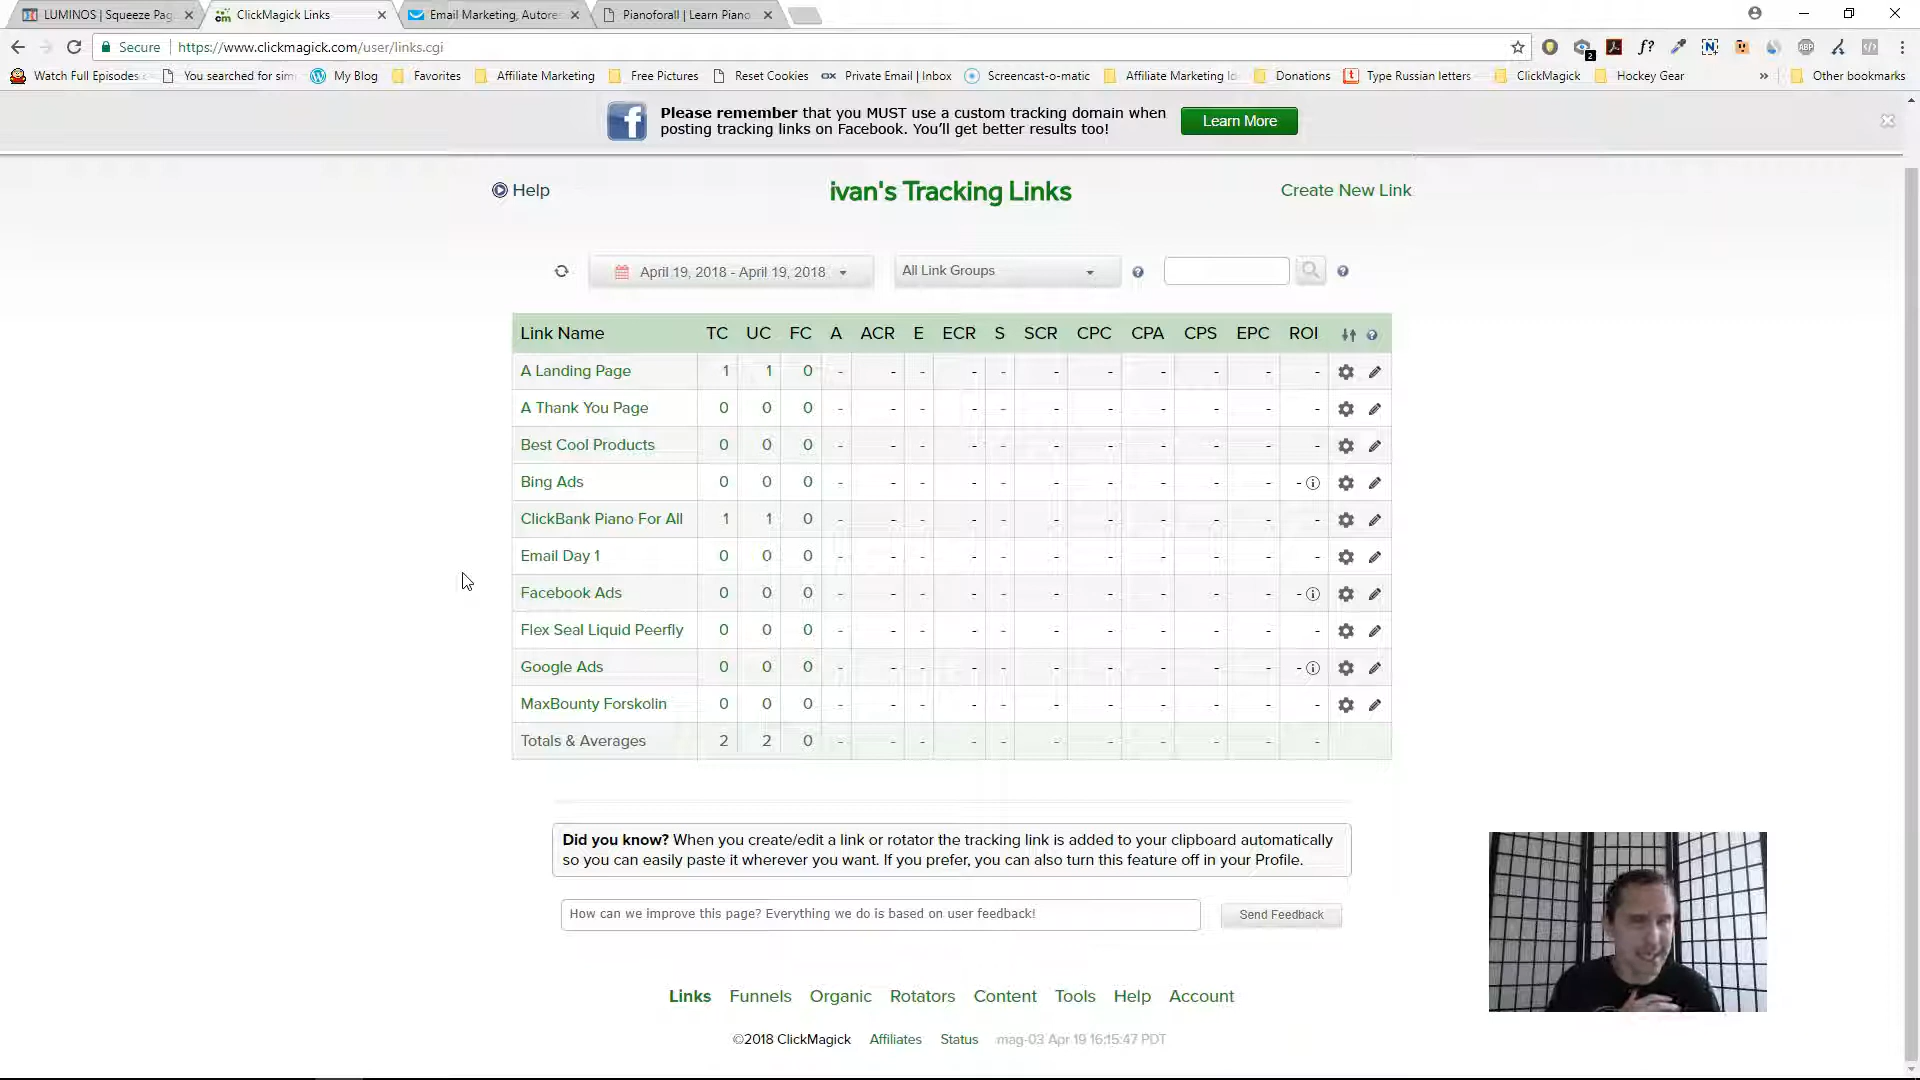 LUMINOS | Squeeze Pag
ClickMagick Links
Email Marketing, Autores
Pianoforall | Learn Piano
Secure
https://www.clickmagick.com/user/links.cgi
Watch Full Episodes
You searched for sim
My Blog
Favorites
Affiliate Marketing
Free Pictures
Reset Cookies
Private Email | Inbox
Screencast-o-matic
Affiliate Marketing Id
Donations
Type Russian letters
ClickMagick
Hockey Gear
» Other bookmarks
Please remember that you MUST use a custom tracking domain when
posting tracking links on Facebook. You'll get better results too!
Learn More
Help
ivan's Tracking Links
Create New Link
April 19, 2018 - April 19, 2018
All Link Groups
Link Name TC UC FC A ACR E ECR S SCR CPC CPA CPS EPC ROI
A Landing Page 1 1 0 - - - - - - - - - - -
A Thank You Page 0 0 0 - - - - - - - - - - -
Best Cool Products 0 0 0 - - - - - - - - - - -
Bing Ads 0 0 0 - - - - - - - - - - -
ClickBank Piano For All 1 1 0 - - - - - - - - - - -
Email Day 1 0 0 0 - - - - - - - - - - -
Facebook Ads 0 0 0 - - - - - - - - - - -
Flex Seal Liquid Peerfly 0 0 0 - - - - - - - - - - -
Google Ads 0 0 0 - - - - - - - - - - -
MaxBounty Forskolin 0 0 0 - - - - - - - - - - -
Totals & Averages 2 2 0 - - - - - - - - - - -
Did you know? When you create/edit a link or rotator the tracking link is added to your clipboard automatically
so you can easily paste it wherever you want. If you prefer, you can also turn this feature off in your Profile.
How can we improve this page? Everything we do is based on user feedback!
Send Feedback
Links Funnels Organic Rotators Content Tools Help Account
©2018 ClickMagick Affiliates Status mag-03 Apr 19 16:15:47 PDT